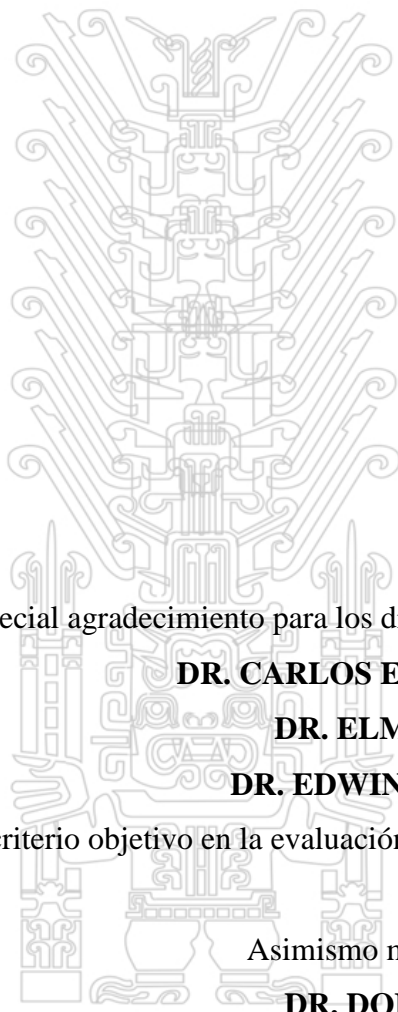 ecial agradecimiento para los d
DR. CARLOS E
DR. ELM
DR. EDWIN
criterio objetivo en la evaluación
Asimismo
DR. DO